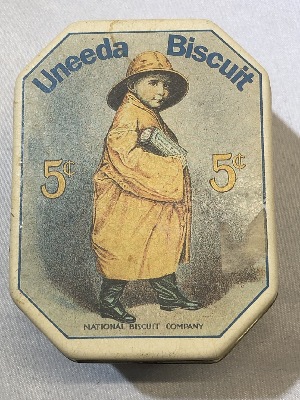 Uneeda Biscuit
5¢ 5¢
NATIONAL BISCUIT COMPANY